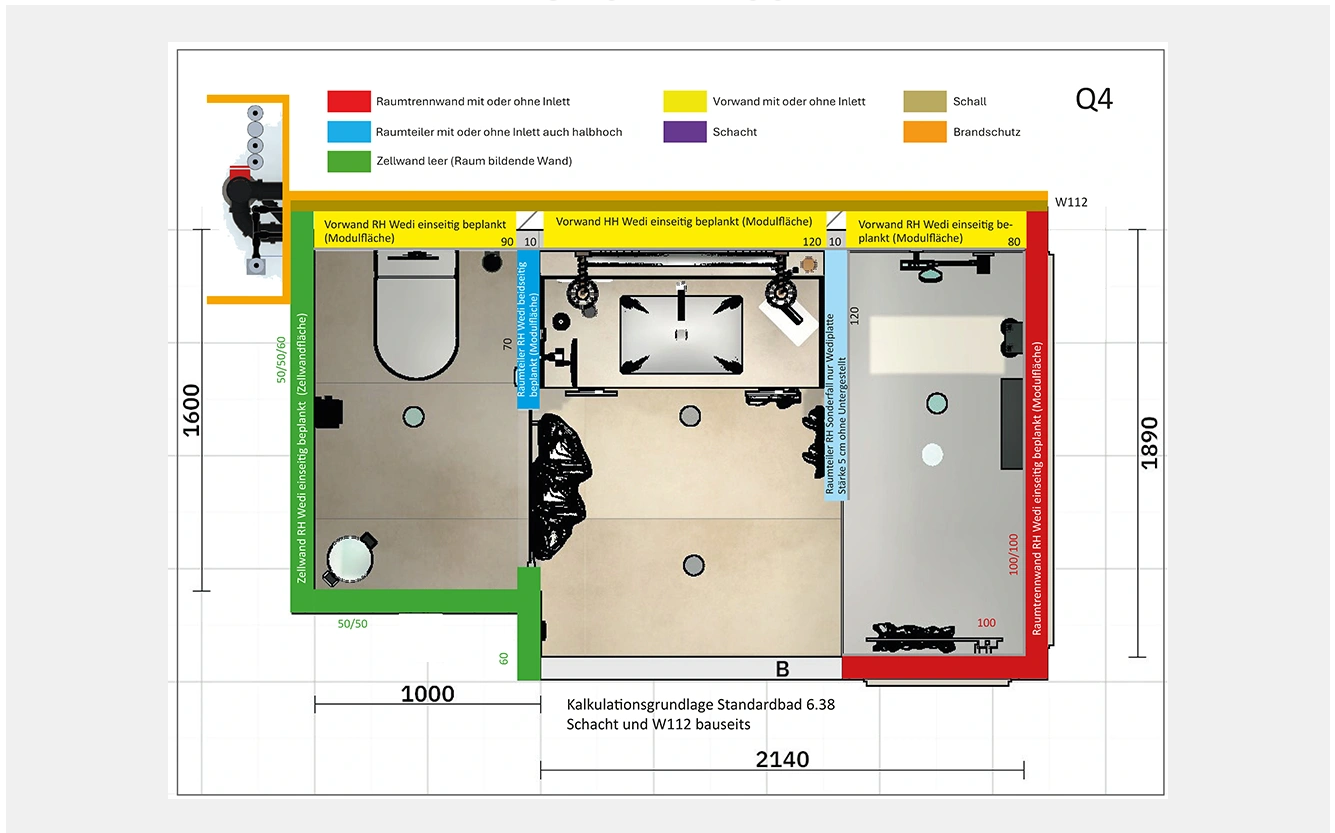 Raumtrennwand mit oder ohne Inlett
Vorwand mit oder ohne Inlett
Schall
Q4
Raumteiler mit oder ohne Inlett auch halbhoch
Schacht
Brandschutz
Zellwand leer (Raum bildende Wand)
W112
Vorwand RH Wedi einseitig beplankt
(Modulfläche)
90
10
Vorwand HH Wedi einseitig beplankt (Modulfläche)
120
10
Vorwand RH Wedi einseitig be-
plankt (Modulfläche)
80
1600
50/50/60
Zellwand RH Wedi einseitig beplankt (Zellwandfläche)
70
Raumteiler RH Wedi beidseitig
beplankt (Modulfläche)
Raumteiler RH Sonderfall nur Wediplatte
Stärke 5 cm ohne Untergestellt
120
100/100
Raumtrennwand RH Wedi einseitig beplankt (Modulfläche)
1890
100
50/50
60
B
1000
Kalkulationsgrundlage Standardbad 6.38
Schacht und W112 bauseits
2140